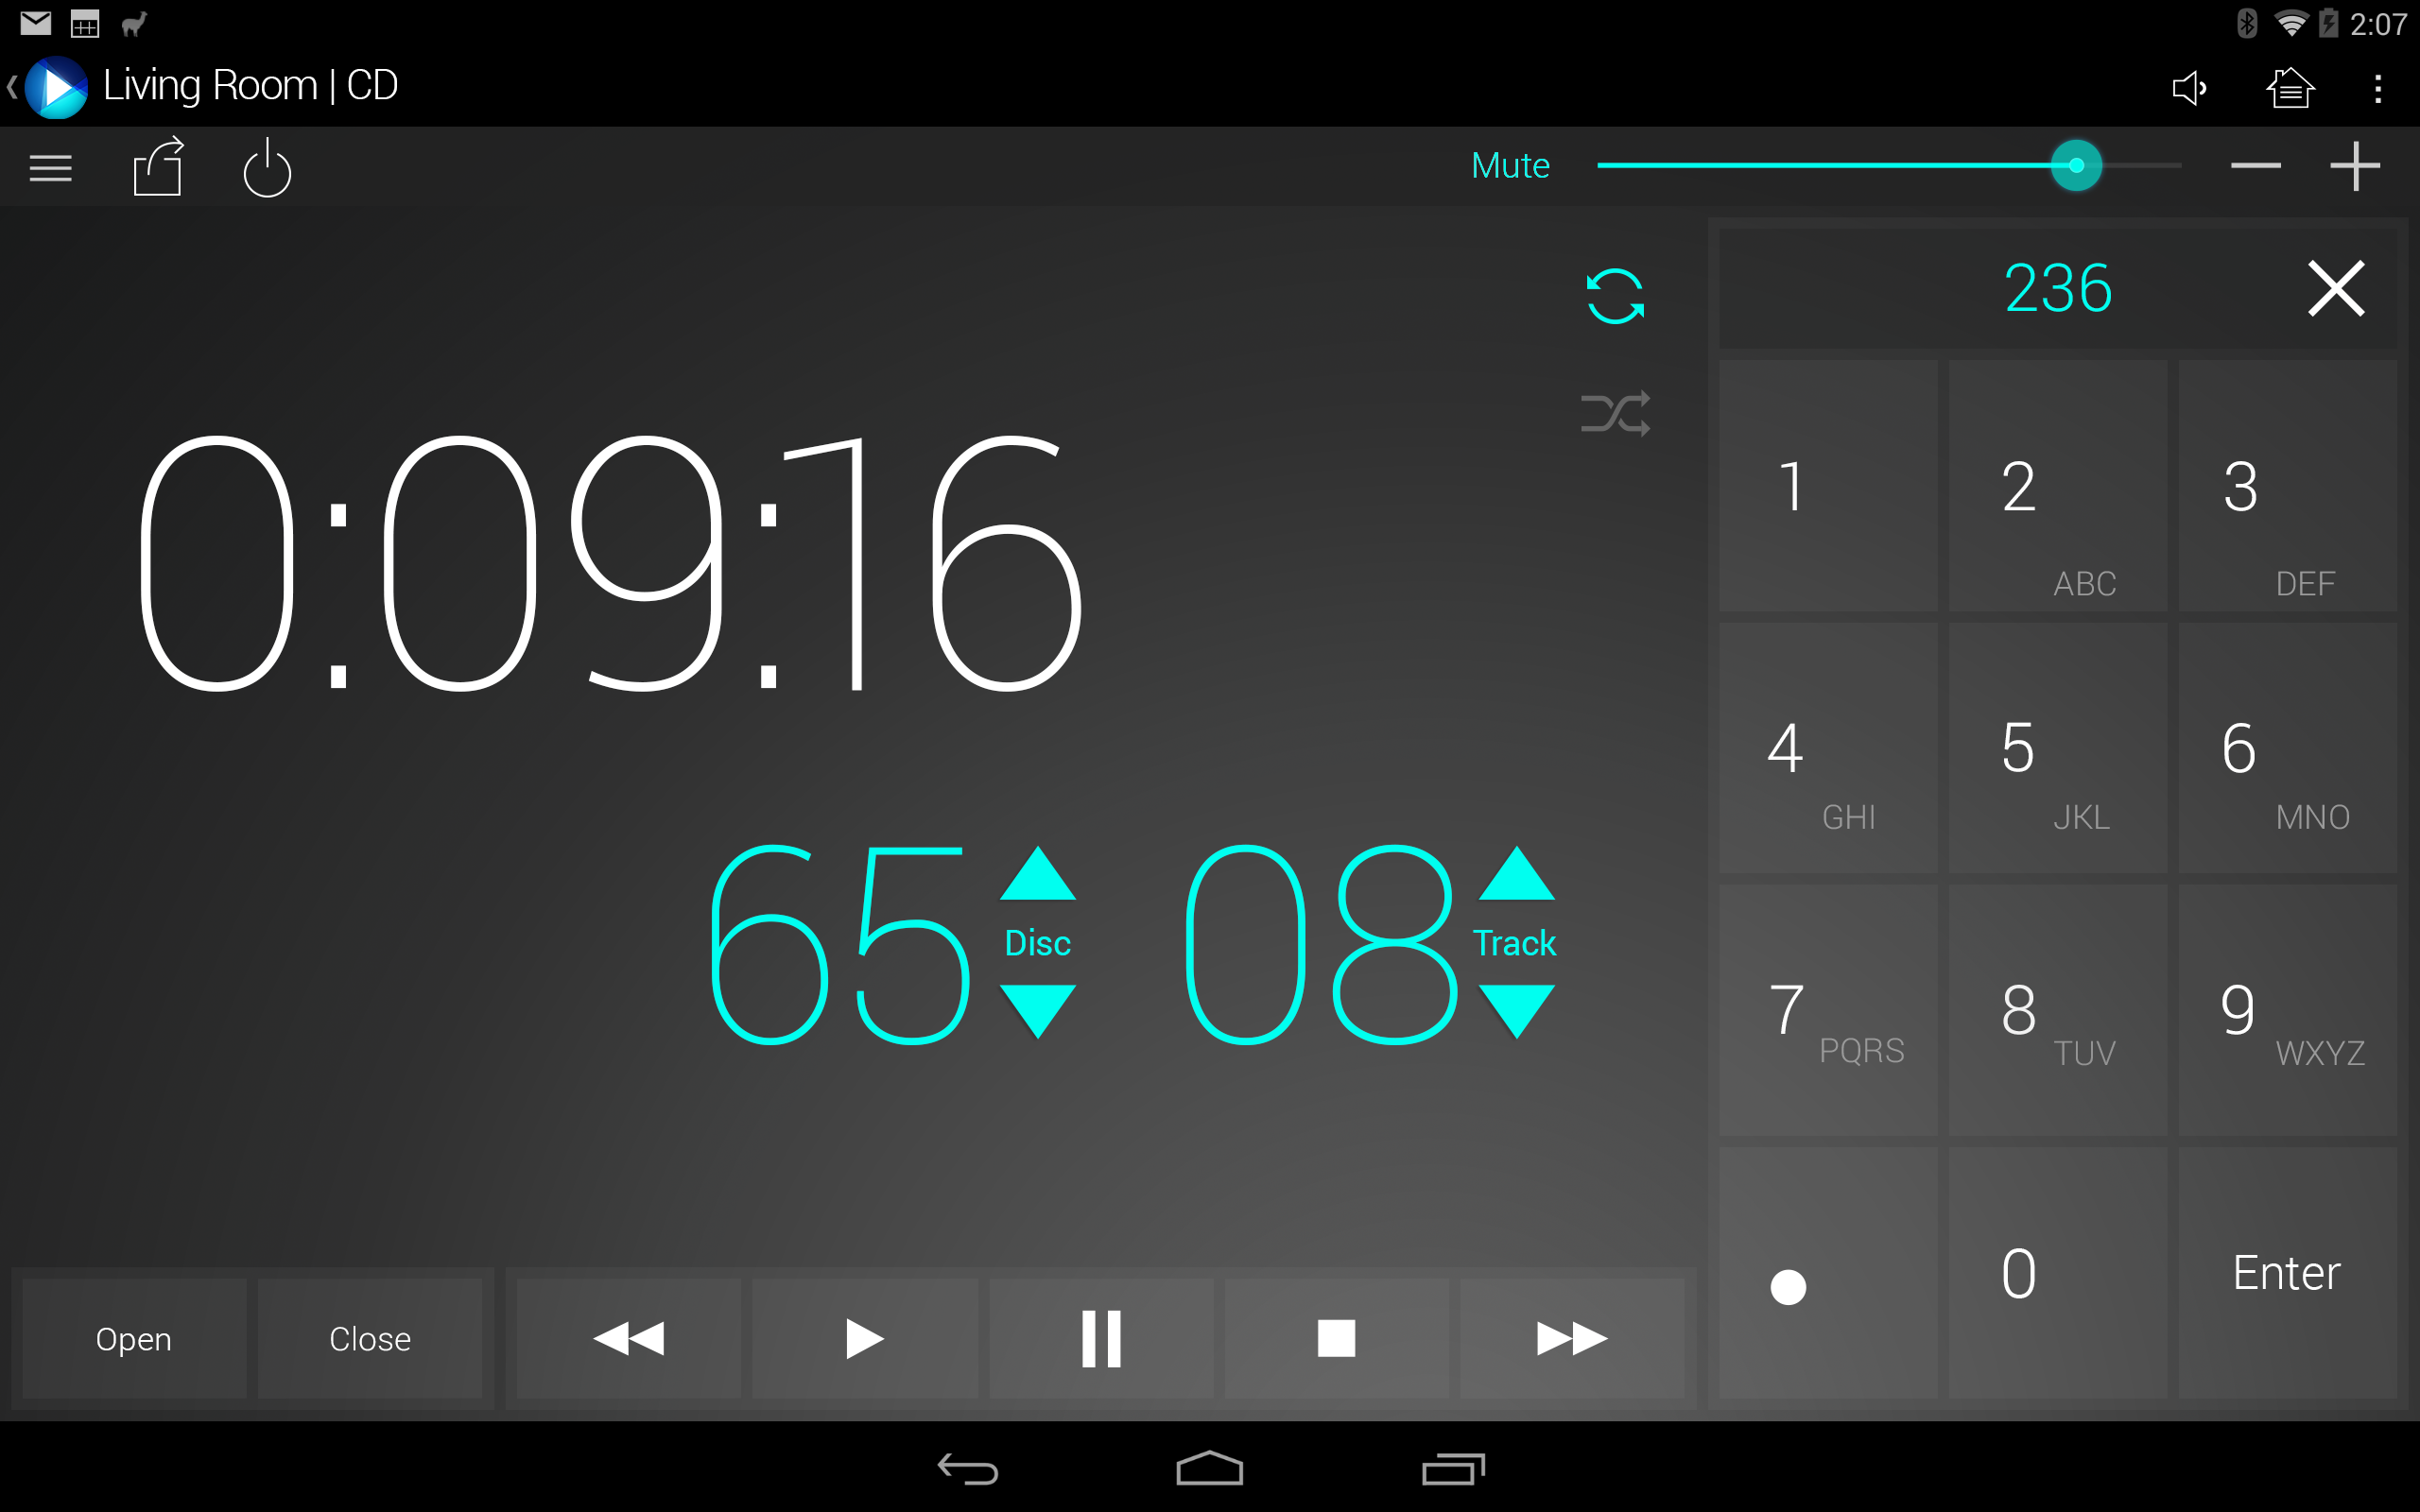 2:07
Living Room | CD
Mute
236
0:09:16
1
2 ABC
3 DEF
4 GHI
5 JKL
6 MNO
65 Disc
08 Track
7 PQRS
8 TUV
9 WXYZ
0
Enter
Open
Close